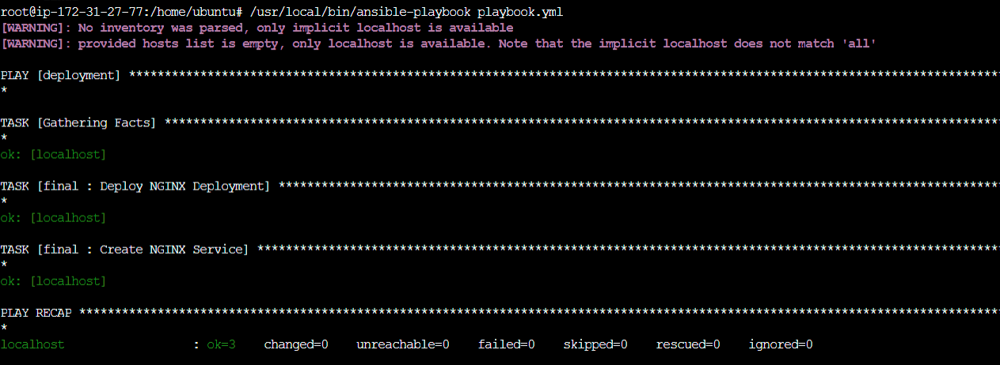 root@ip-172-31-27-77:/home/ubuntu# /usr/local/bin/ansible-playbook playbook.yml
[WARNING]: No inventory was parsed, only implicit localhost is available
[WARNING]: provided hosts list is empty, only localhost is available. Note that the implicit localhost does not match 'all'
PLAY [deployment] **************************************************************************************************************************
*
TASK [Gathering Facts] *********************************************************************************************************************
*
ok: [localhost]
TASK [final : Deploy NGINX Deployment] *****************************************************************************************************
*
ok: [localhost]
TASK [final : Create NGINX Service] ********************************************************************************************************
*
ok: [localhost]
PLAY RECAP *********************************************************************************************************************************
*
localhost                  : ok=3    changed=0    unreachable=0    failed=0    skipped=0    rescued=0    ignored=0